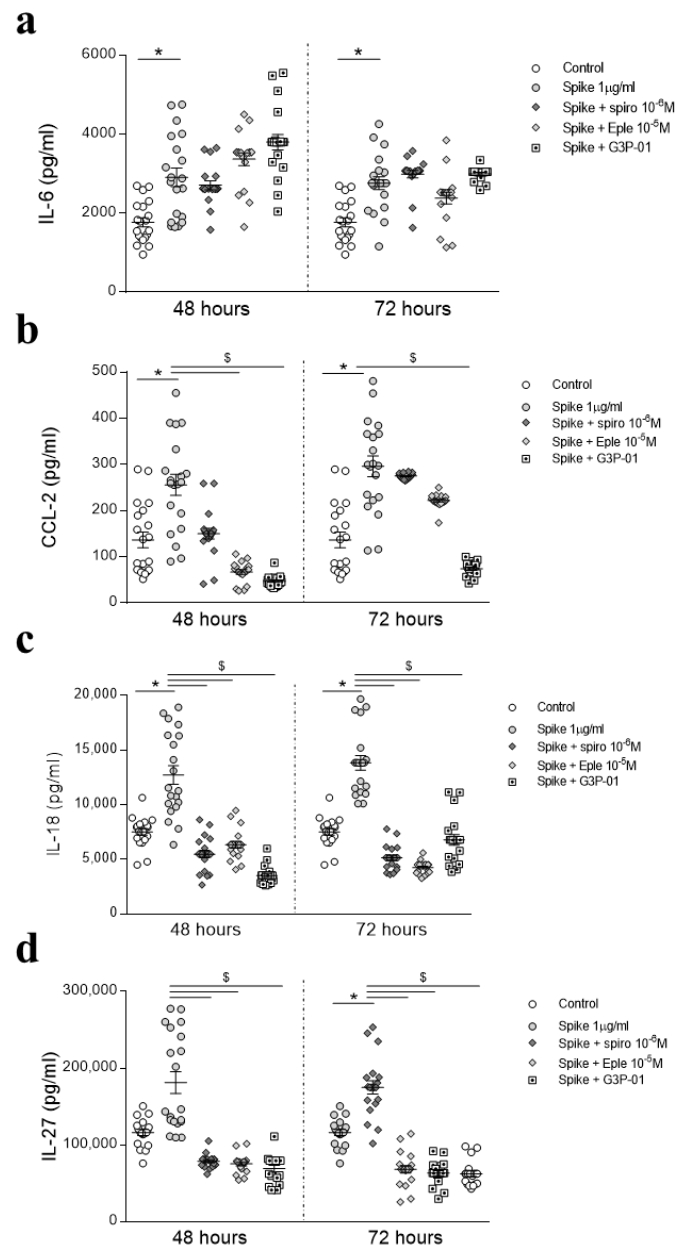 a
* *
6000
4000
2000
0
IL-6 (pg/ml)
48 hours 72 hours
Control
Spike 1μg/ml
Spike + spiro 10⁻⁶M
Spike + Eple 10⁻⁵M
Spike + G3P-01
b
$ $
* *
500
400
300
200
100
0
CCL-2 (pg/ml)
48 hours 72 hours
Control
Spike 1μg/ml
Spike + spiro 10⁻⁶M
Spike + Eple 10⁻⁵M
Spike + G3P-01
c
$ $
* *
20,000
15,000
10,000
5,000
0
IL-18 (pg/ml)
48 hours 72 hours
Control
Spike 1μg/ml
Spike + spiro 10⁻⁶M
Spike + Eple 10⁻⁵M
Spike + G3P-01
d
$ $
*
300,000
200,000
100,000
0
IL-27 (pg/ml)
48 hours 72 hours
Control
Spike 1μg/ml
Spike + spiro 10⁻⁶M
Spike + Eple 10⁻⁵M
Spike + G3P-01